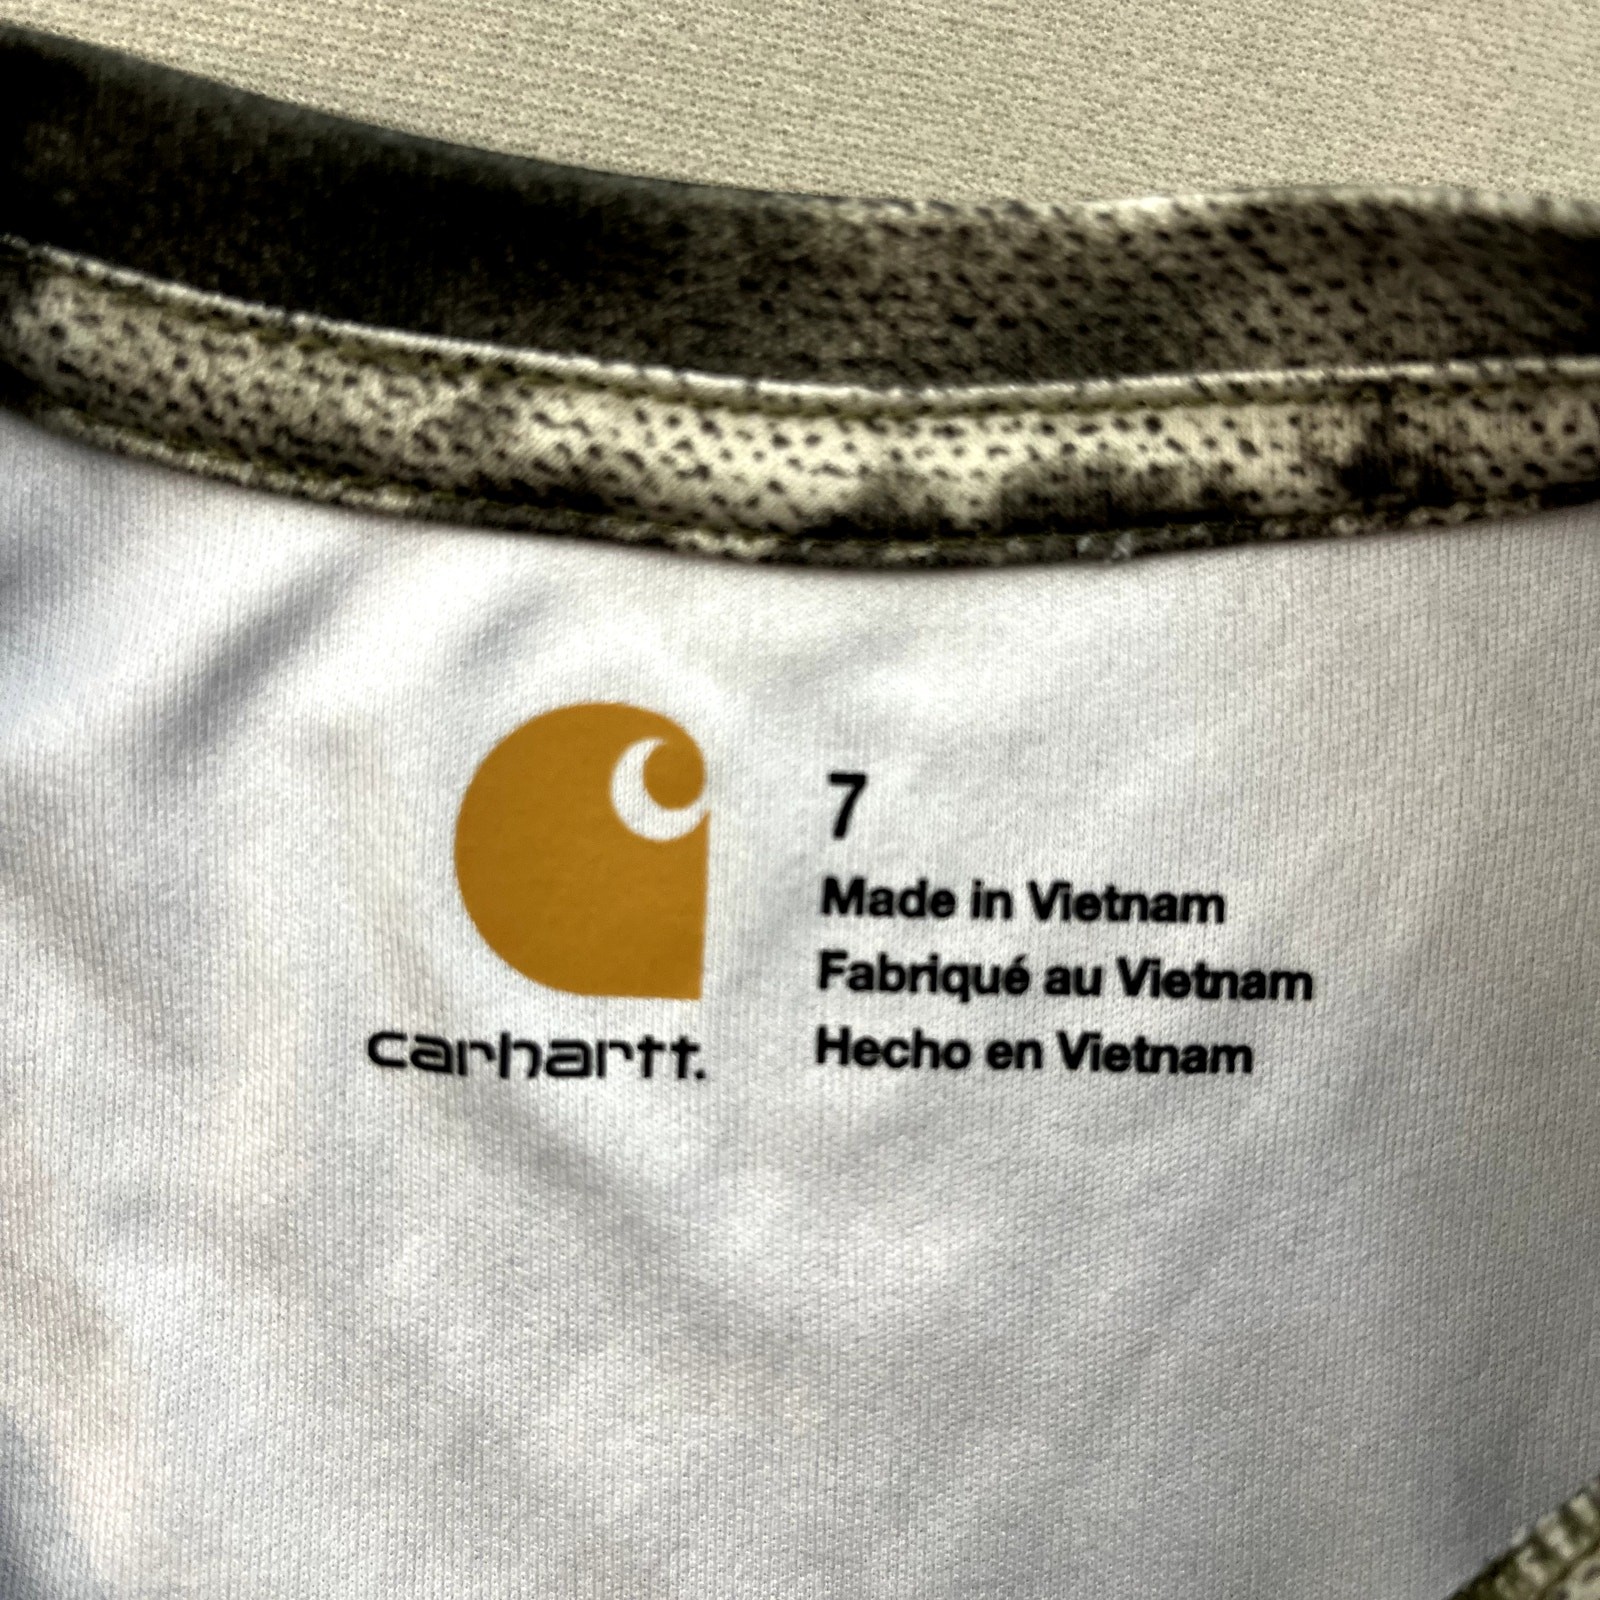 7
Made in Vietnam
Fabriqué au Vietnam
Hecho en Vietnam
carhartt.